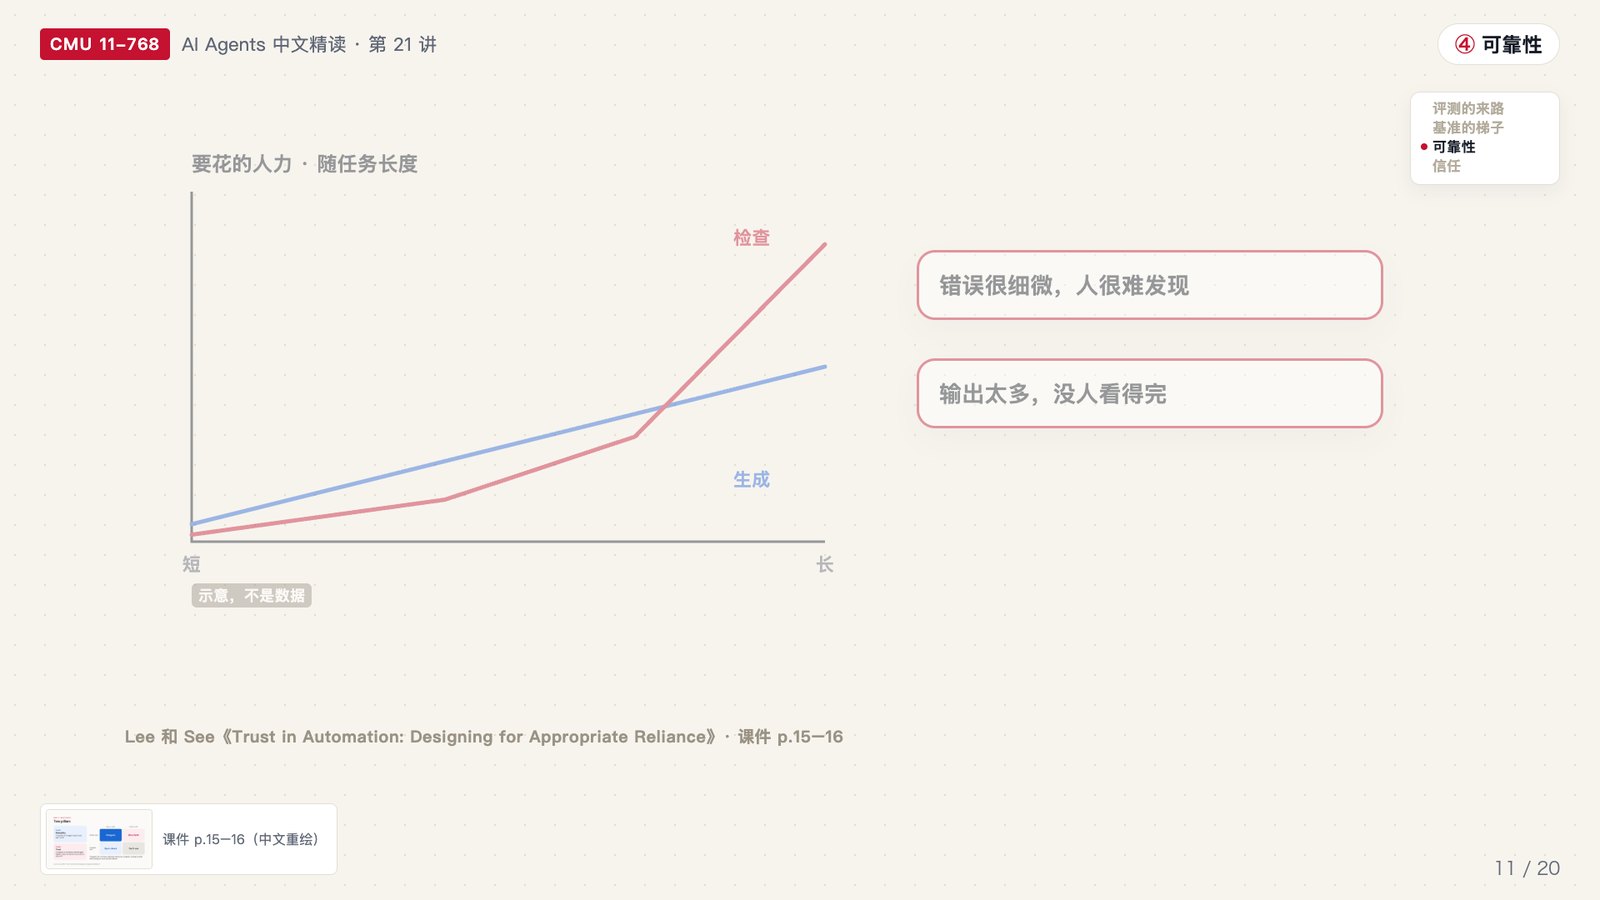 CMU 11-768 AI Agents 中文精读 · 第 21 讲
④ 可靠性
评测的来路
基准的梯子
可靠性
信任
要花的人力 · 随任务长度
检查
生成
短
长
示意，不是数据
错误很细微，人很难发现
输出太多，没人看得完
Lee 和 See《Trust in Automation: Designing for Appropriate Reliance》· 课件 p.15—16
课件 p.15—16（中文重绘）
11 / 20